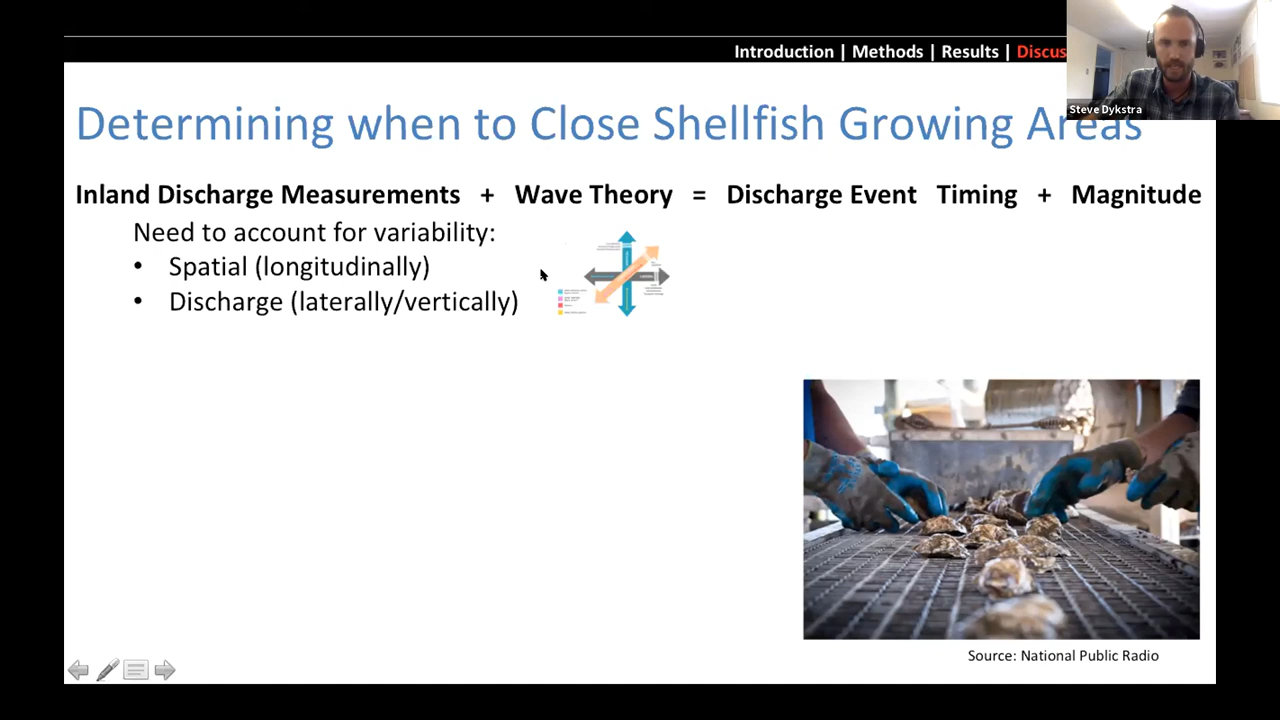 Introduction | Methods | Results | Discus
Steve Dykstra
Determining when to Close Shellfish Growing Areas
Inland Discharge Measurements + Wave Theory = Discharge Event Timing + Magnitude
Need to account for variability:
• Spatial (longitudinally)
• Discharge (laterally/vertically)
Source: National Public Radio